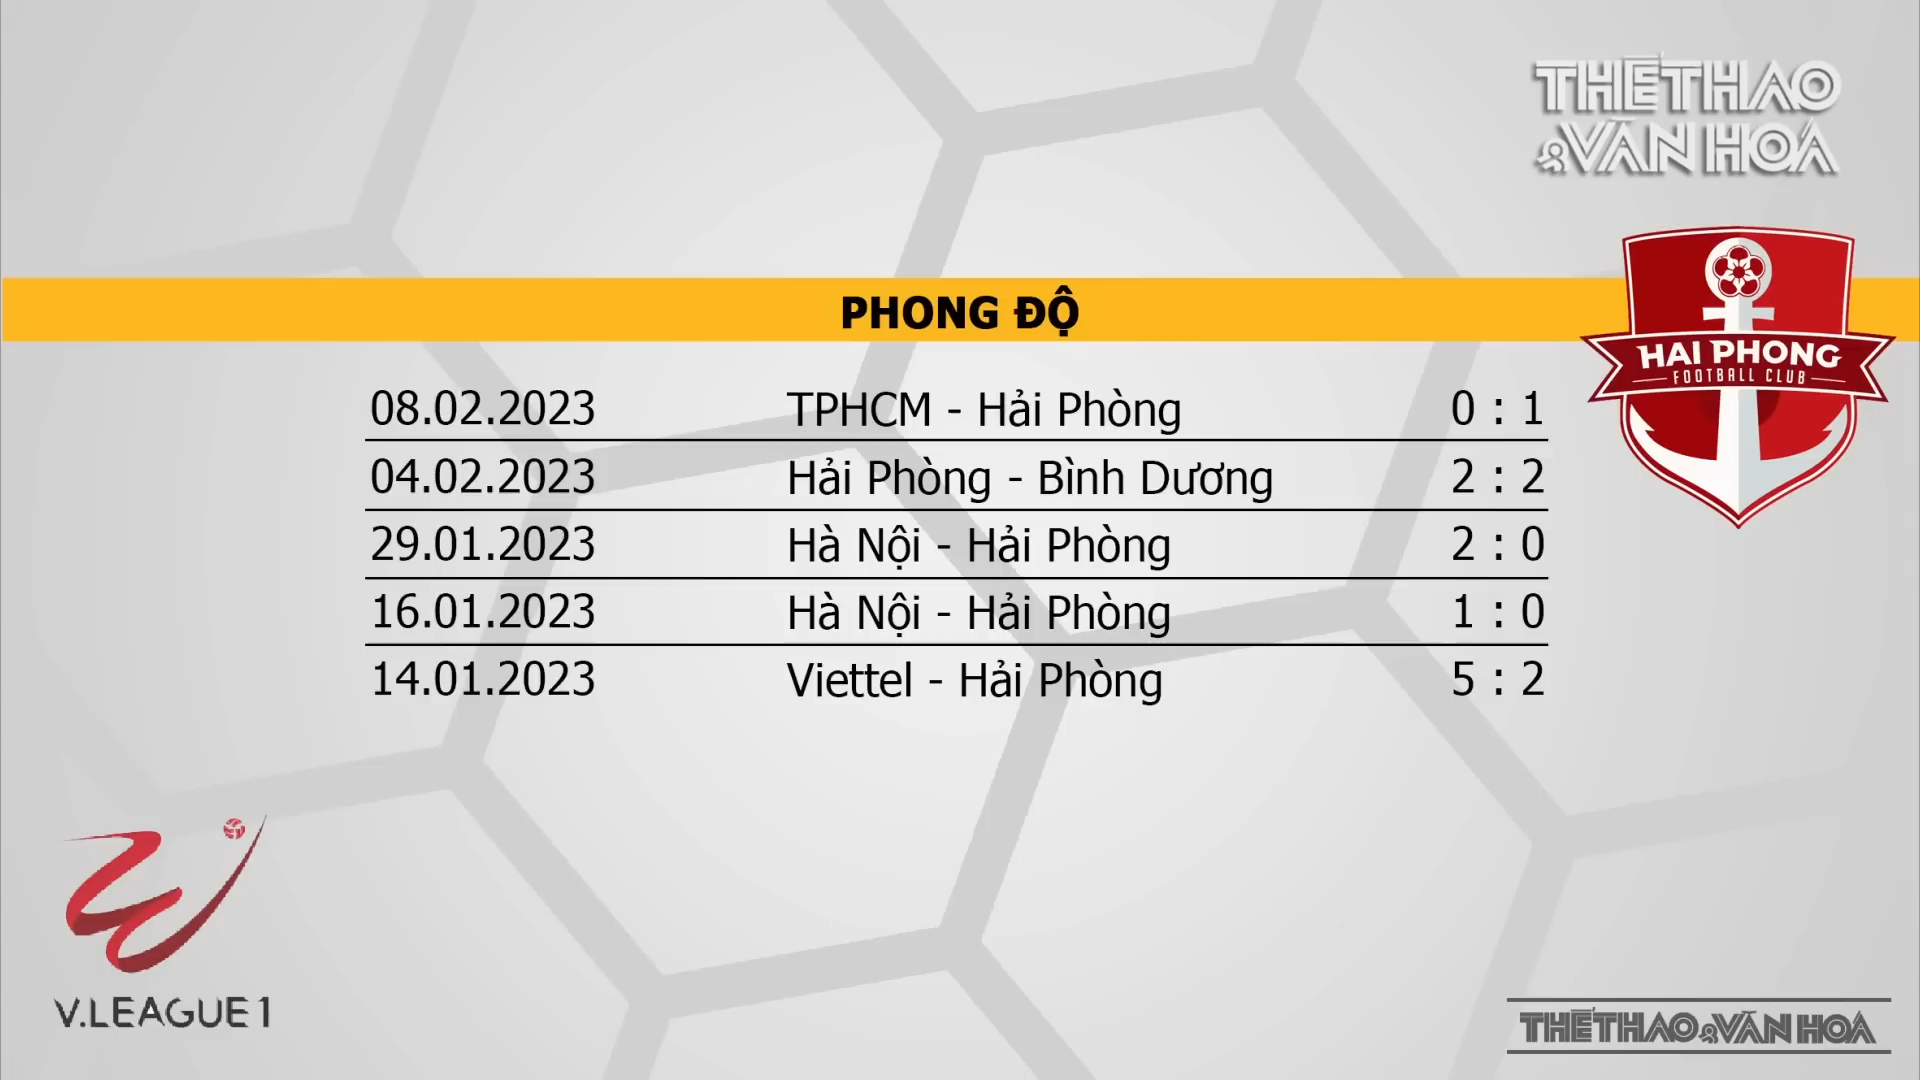 THẾTHAO
&VĂN HOÁ
PHONG ĐỘ
HAI PHONG
FOOTBALL CLUB
08.02.2023 TPHCM - Hải Phòng 0 : 1
04.02.2023 Hải Phòng - Bình Dương 2 : 2
29.01.2023 Hà Nội - Hải Phòng 2 : 0
16.01.2023 Hà Nội - Hải Phòng 1 : 0
14.01.2023 Viettel - Hải Phòng 5 : 2
V.LEAGUE 1
THẾTHAO&VĂN HOÁ